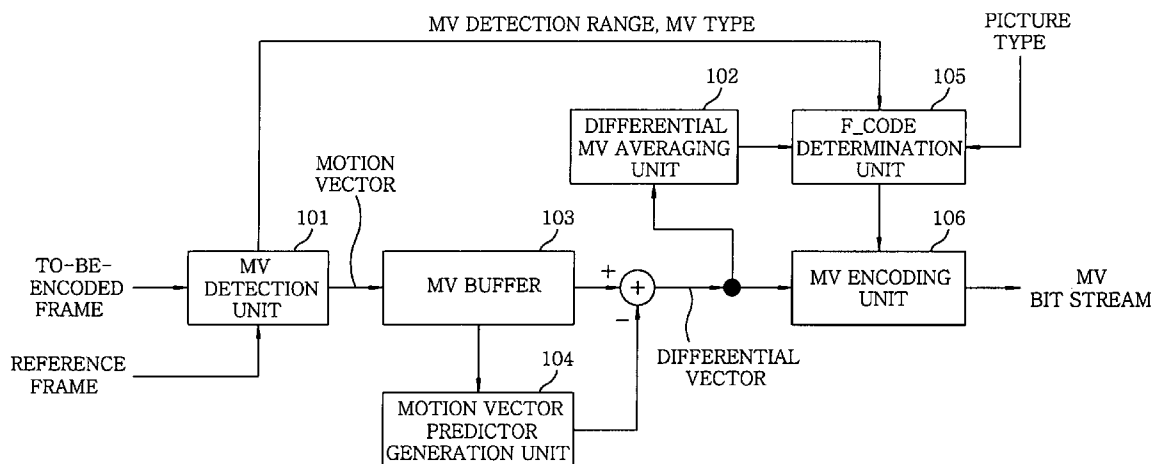 MV DETECTION RANGE, MV TYPE
PICTURE
TYPE
102
105
DIFFERENTIAL
MV AVERAGING
UNIT
F_CODE
DETERMINATION
UNIT
MOTION
VECTOR
101
103
106
TO-BE-
ENCODED
FRAME
MV
DETECTION
UNIT
MV BUFFER
+
+
-
MV ENCODING
UNIT
MV
BIT STREAM
REFERENCE
FRAME
104
DIFFERENTIAL
VECTOR
MOTION VECTOR
PREDICTOR
GENERATION UNIT